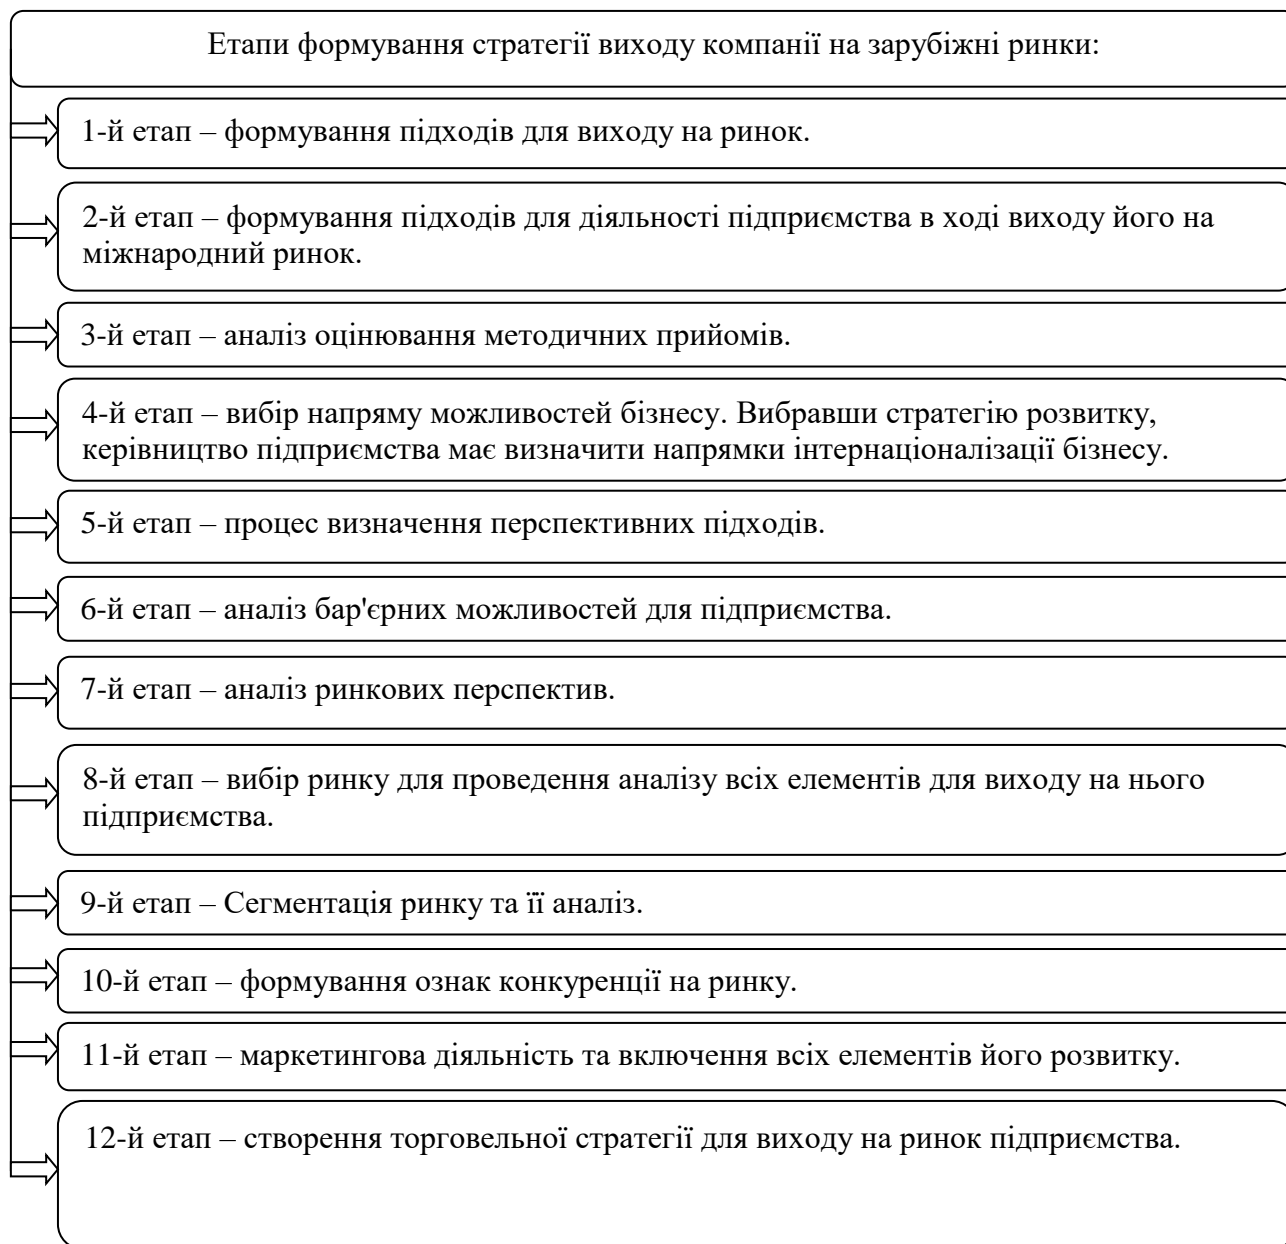 Етапи формування стратегії виходу компанії на зарубіжні ринки:
1-й етап – формування підходів для виходу на ринок.
2-й етап – формування підходів для діяльності підприємства в ході виходу його на
міжнародний ринок.
3-й етап – аналіз оцінювання методичних прийомів.
4-й етап – вибір напряму можливостей бізнесу. Вибравши стратегію розвитку,
керівництво підприємства має визначити напрямки інтернаціоналізації бізнесу.
5-й етап – процес визначення перспективних підходів.
6-й етап – аналіз бар'єрних можливостей для підприємства.
7-й етап – аналіз ринкових перспектив.
8-й етап – вибір ринку для проведення аналізу всіх елементів для виходу на нього
підприємства.
9-й етап – Сегментація ринку та її аналіз.
10-й етап – формування ознак конкуренції на ринку.
11-й етап – маркетингова діяльність та включення всіх елементів його розвитку.
12-й етап – створення торговельної стратегії для виходу на ринок підприємства.